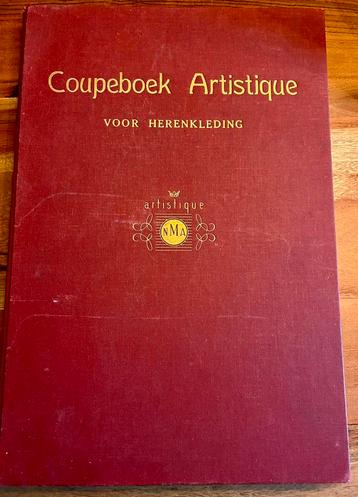 Coupeboek Artistique
VOOR HERENKLEDING
artistique
NMA